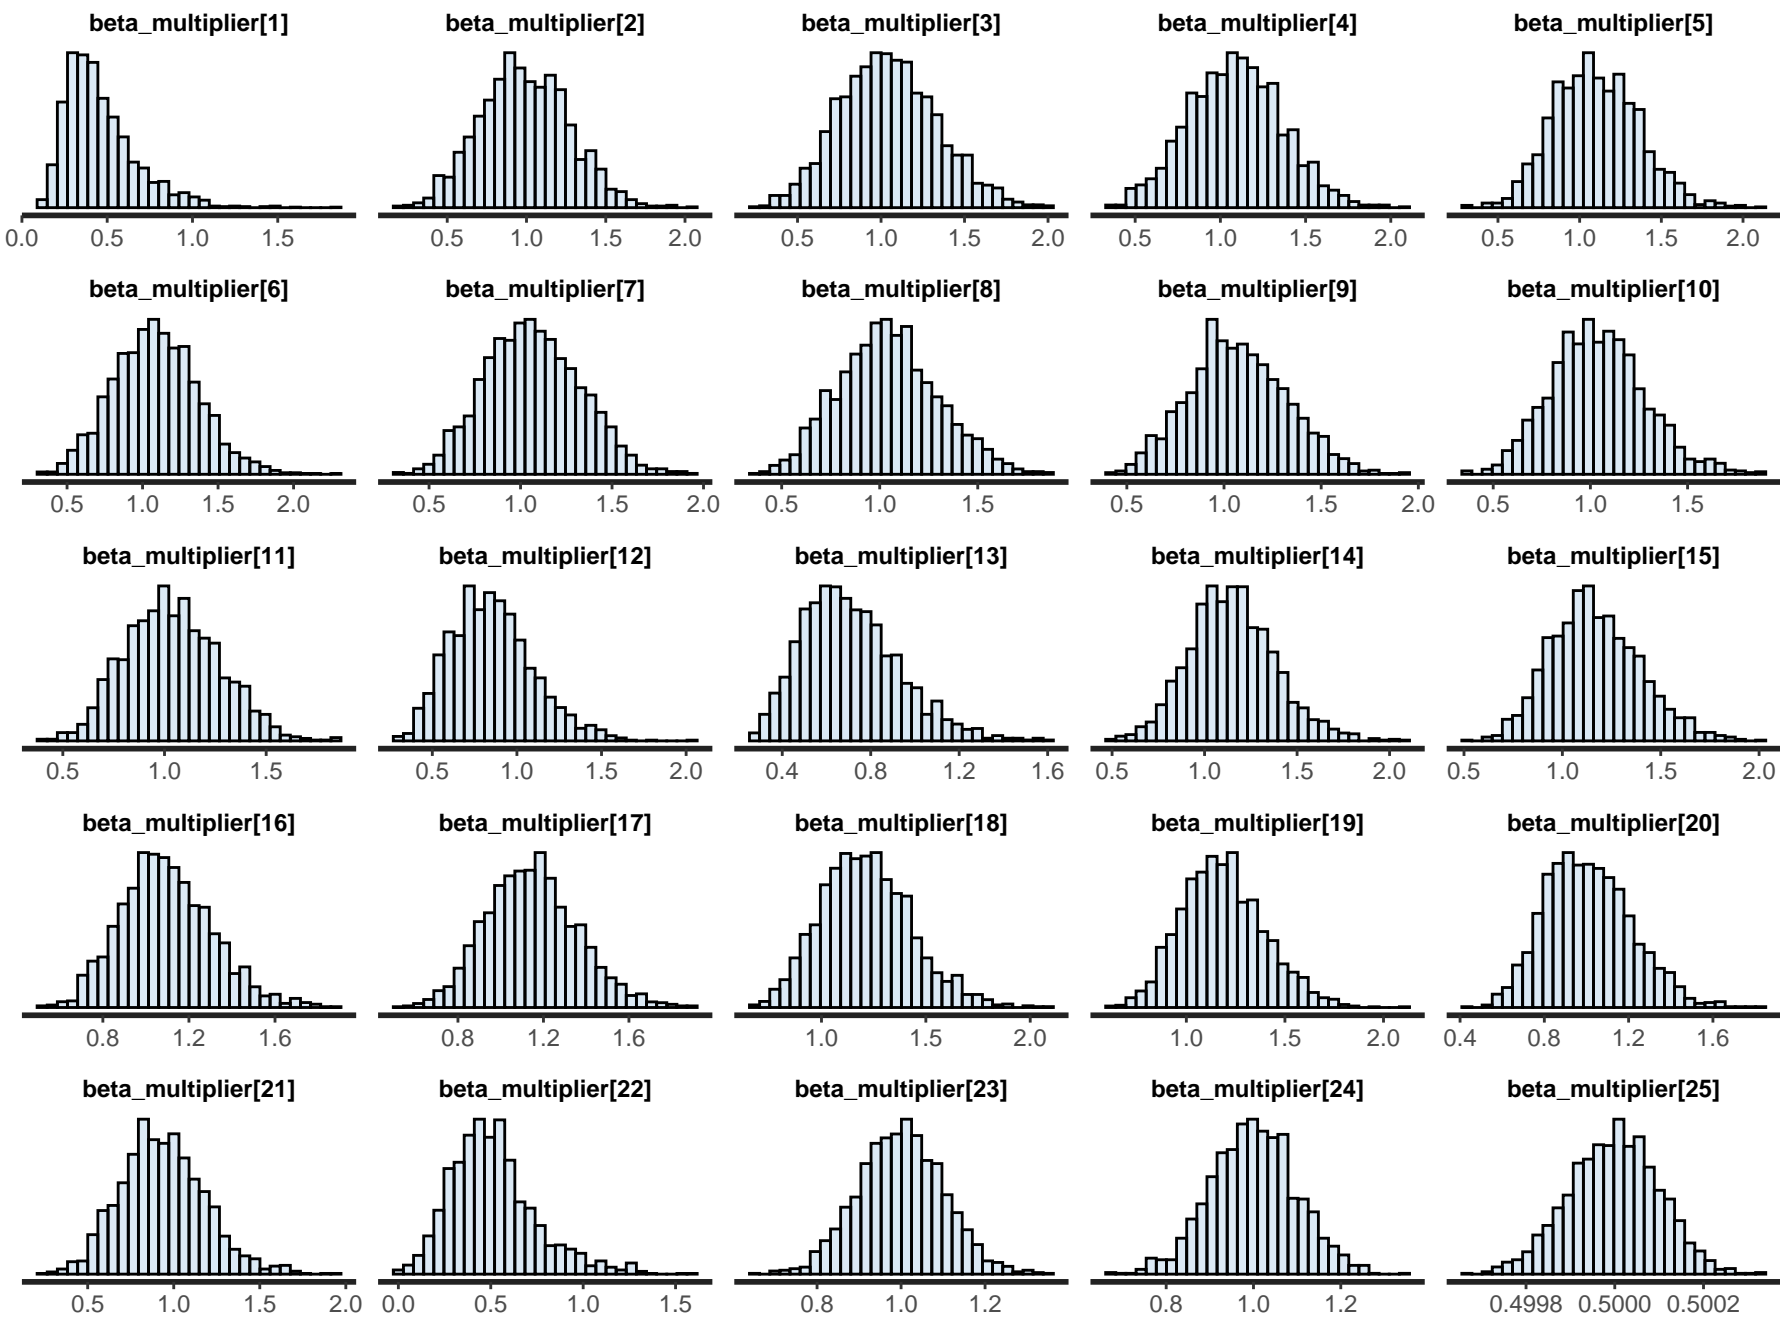 beta_multiplier[1] beta_multiplier[2] beta_multiplier[3] beta_multiplier[4] beta_multiplier[5]
0.0 0.5 1.0 1.5 0.5 1.0 1.5 2.0 0.5 1.0 1.5 2.0 0.5 1.0 1.5 2.0 0.5 1.0 1.5 2.0
beta_multiplier[6] beta_multiplier[7] beta_multiplier[8] beta_multiplier[9] beta_multiplier[10]
0.5 1.0 1.5 2.0 0.5 1.0 1.5 2.0 0.5 1.0 1.5 0.5 1.0 1.5 2.0 0.5 1.0 1.5
beta_multiplier[11] beta_multiplier[12] beta_multiplier[13] beta_multiplier[14] beta_multiplier[15]
0.5 1.0 1.5 0.5 1.0 1.5 2.0 0.4 0.8 1.2 1.6 0.5 1.0 1.5 2.0 0.5 1.0 1.5 2.0
beta_multiplier[16] beta_multiplier[17] beta_multiplier[18] beta_multiplier[19] beta_multiplier[20]
0.8 1.2 1.6 0.8 1.2 1.6 1.0 1.5 2.0 1.0 1.5 2.0 0.4 0.8 1.2 1.6
beta_multiplier[21] beta_multiplier[22] beta_multiplier[23] beta_multiplier[24] beta_multiplier[25]
0.5 1.0 1.5 2.0 0.0 0.5 1.0 1.5 0.8 1.0 1.2 0.8 1.0 1.2 0.4998 0.5000 0.5002